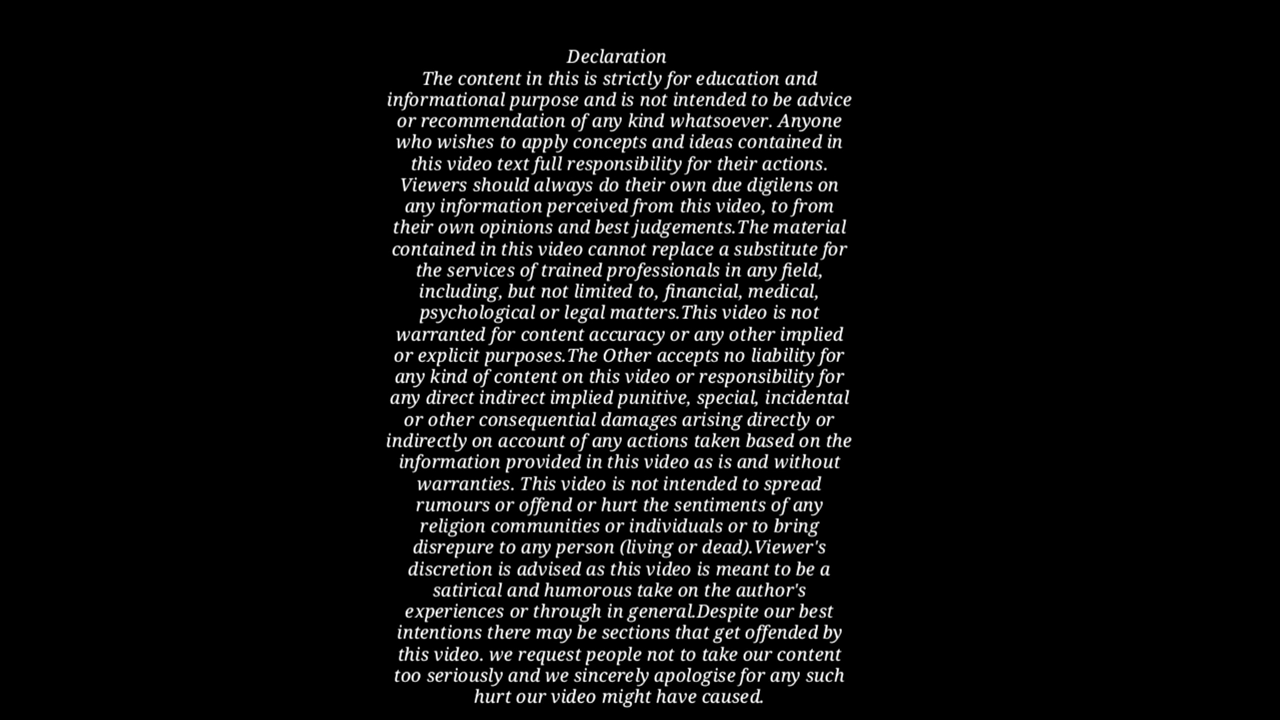 Declaration
The content in this is strictly for education and
informational purpose and is not intended to be advice
or recommendation of any kind whatsoever. Anyone
who wishes to apply concepts and ideas contained in
this video text full responsibility for their actions.
Viewers should always do their own due digilens on
any information perceived from this video, to from
their own opinions and best judgements.The material
contained in this video cannot replace a substitute for
the services of trained professionals in any field,
including, but not limited to, financial, medical,
psychological or legal matters.This video is not
warranted for content accuracy or any other implied
or explicit purposes.The Other accepts no liability for
any kind of content on this video or responsibility for
any direct indirect implied punitive, special, incidental
or other consequential damages arising directly or
indirectly on account of any actions taken based on the
information provided in this video as is and without
warranties. This video is not intended to spread
rumours or offend or hurt the sentiments of any
religion communities or individuals or to bring
disrepure to any person (living or dead).Viewer's
discretion is advised as this video is meant to be a
satirical and humorous take on the author's
experiences or through in general.Despite our best
intentions there may be sections that get offended by
this video. we request people not to take our content
too seriously and we sincerely apologise for any such
hurt our video might have caused.